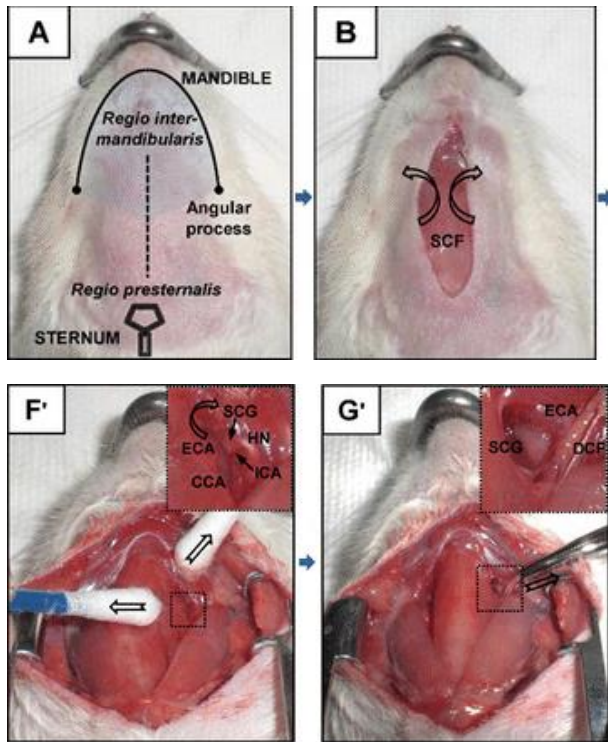 A
MANDIBLE
Regio inter-
mandibularis
Angular
process
Regio presternalis
STERNUM
B
SCF
F'
SCG
HN
ECA
ICA
CCA
G'
ECA
SCG
DCF